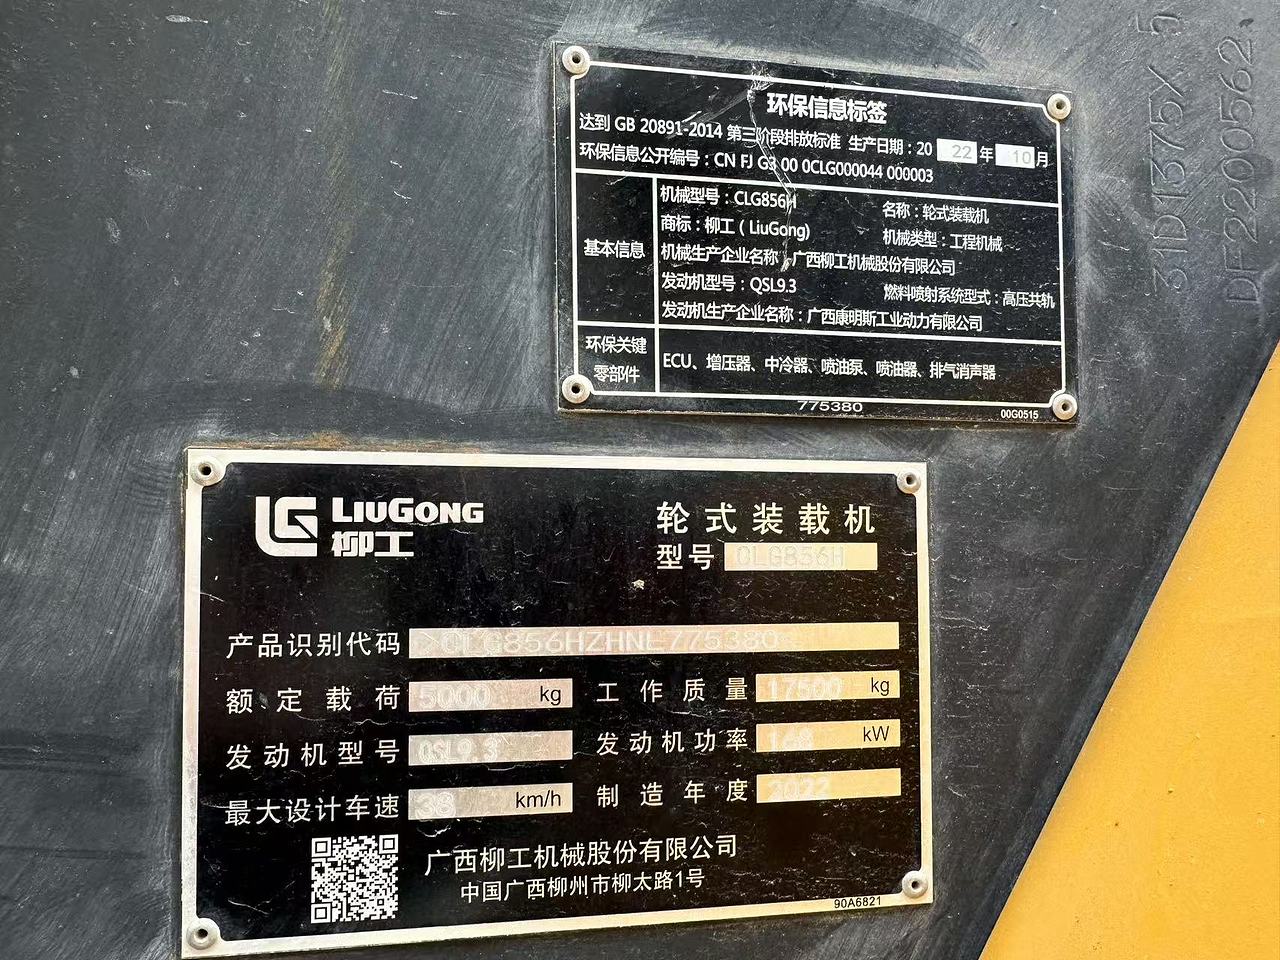 31D1375X 5
DF2200562
环保信息标签
达到 GB 20891-2014 第三阶段排放标准 生产日期：20 22 年 10 月
环保信息公开编号：CN FJ G3 00 0CLG000044 000003
基本信息
机械型号：CLG856H 名称：轮式装载机
商标：柳工（LiuGong) 机械类型：工程机械
机械生产企业名称：广西柳工机械股份有限公司
发动机型号：QSL9.3 燃料喷射系统型式：高压共轨
发动机生产企业名称：广西康明斯工业动力有限公司
环保关键
零部件
ECU、增压器、中冷器、喷油泵、喷油器、排气消声器
775380 00G0515
LIUGONG
柳工
轮式装载机
型号 CLG856H
产品识别代码 CLG856HZHNL775380
额定载荷 5000 kg 工作质量 17500 kg
发动机型号 QSL9.3 发动机功率 168 kW
最大设计车速 38 km/h 制造年度 2022
广西柳工机械股份有限公司
中国广西柳州市柳太路1号
90A6821